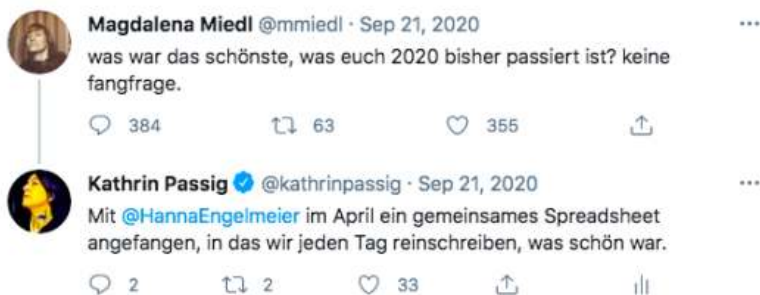 Magdalena Miedl @mmiedl · Sep 21, 2020
was war das schönste, was euch 2020 bisher passiert ist? keine
fangfrage.
384 63 355
Kathrin Passig @kathrinpassig · Sep 21, 2020
Mit @HannaEngelmeier im April ein gemeinsames Spreadsheet
angefangen, in das wir jeden Tag reinschreiben, was schön war.
2 2 33